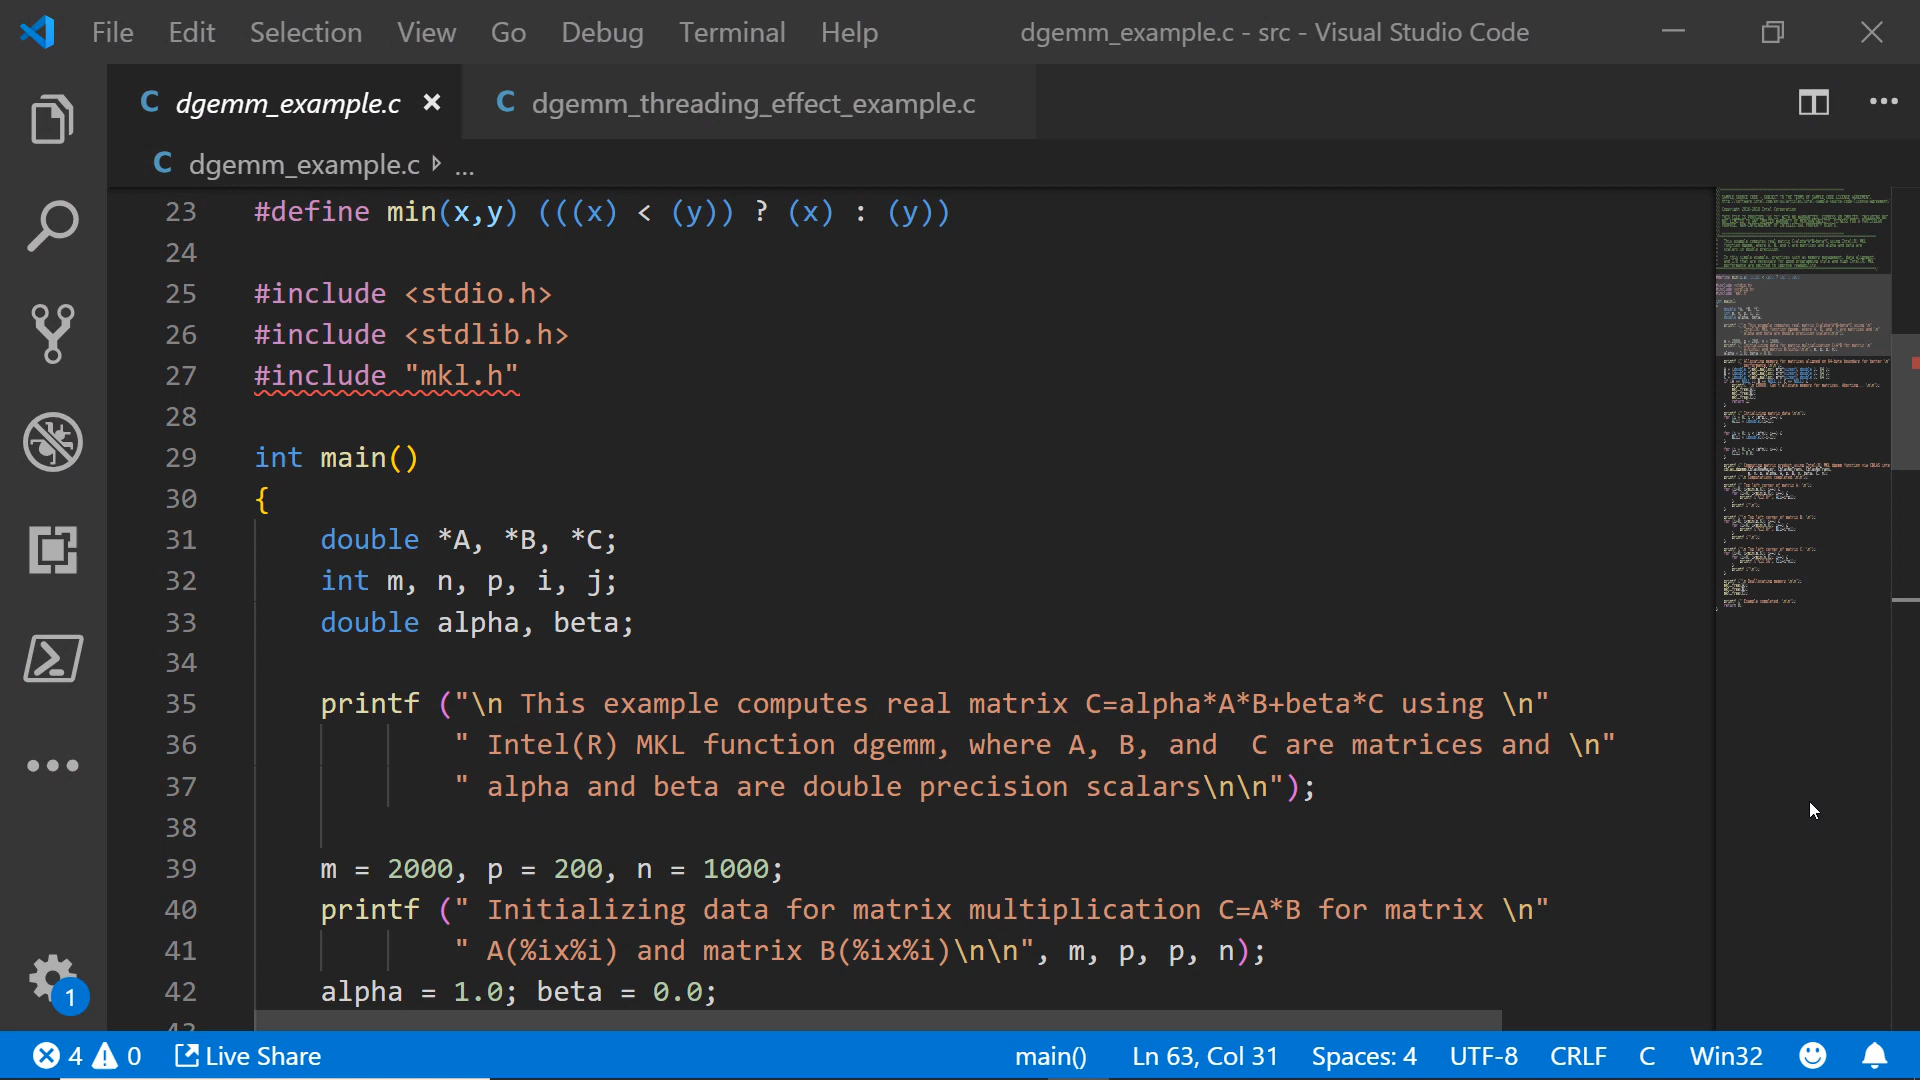 File Edit Selection View Go Debug Terminal Help dgemm_example.c - src - Visual Studio Code
C dgemm_example.c × C dgemm_threading_effect_example.c
C dgemm_example.c ...
23 #define min(x,y) (((x) < (y)) ? (x) : (y))
24
25 #include <stdio.h>
26 #include <stdlib.h>
27 #include "mkl.h"
28
29 int main()
30 {
31 double *A, *B, *C;
32 int m, n, p, i, j;
33 double alpha, beta;
34
35 printf ("\n This example computes real matrix C=alpha*A*B+beta*C using \n"
36 " Intel(R) MKL function dgemm, where A, B, and  C are matrices and \n"
37 " alpha and beta are double precision scalars\n\n");
38
39 m = 2000, p = 200, n = 1000;
40 printf (" Initializing data for matrix multiplication C=A*B for matrix \n"
41 " A(%ix%i) and matrix B(%ix%i)\n\n", m, p, p, n);
42 alpha = 1.0; beta = 0.0;
1
4 0 Live Share main() Ln 63, Col 31 Spaces: 4 UTF-8 CRLF C Win32